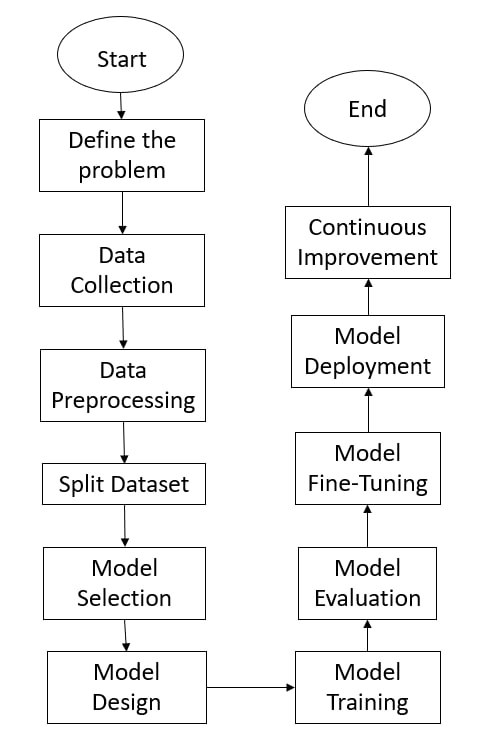 Start
Define the
problem
Data
Collection
Data
Preprocessing
Split Dataset
Model
Selection
Model
Design
Model
Training
Model
Evaluation
Model
Fine-Tuning
Model
Deployment
Continuous
Improvement
End